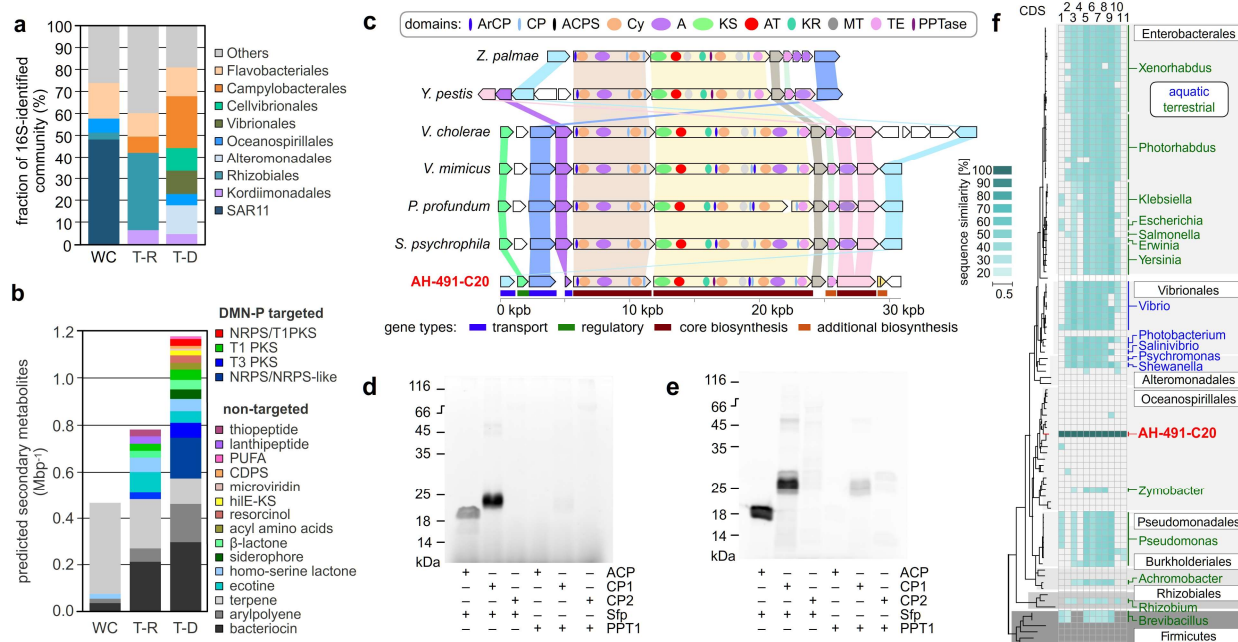 a
fraction of 16S-identified
community (%)
100
90
80
70
60
50
40
30
20
10
0
WC T-R T-D
Others
Flavobacteriales
Campylobacterales
Cellvibrionales
Vibrionales
Oceanospirillales
Alteromonadales
Rhizobiales
Kordiimonadales
SAR11
b
predicted secondary metabolites
(Mbp-1)
1.2
1.0
0.8
0.6
0.4
0.2
0.0
WC T-R T-D
DMN-P targeted
NRPS/T1PKS
T1 PKS
T3 PKS
NRPS/NRPS-like
non-targeted
thiopeptide
lanthipeptide
PUFA
CDPS
microviridin
hilE-KS
resorcinol
acyl amino acids
β-lactone
siderophore
homo-serine lactone
ecotine
terpene
arylpolyene
bacteriocin
c
domains: ArCP CP ACPS Cy A KS AT KR MT TE PPTase
Z. palmae
Y. pestis
V. cholerae
V. mimicus
P. profundum
S. psychrophila
AH-491-C20
0 kpb 10 kpb 20 kpb 30 kpb
gene types: transport regulatory core biosynthesis additional biosynthesis
d
116
66
45
35
25
18
14
kDa
+ – – – – – ACP
– + – – + – CP1
– – + – – + CP2
+ + + – – – Sfp
– – – + + + PPT1
e
116
66
45
35
25
18
14
kDa
ACP
CP1
CP2
Sfp
PPT1
f
CDS
2 4 6 8 10
1 3 5 7 9 11
sequence similarity [%]
100
90
80
70
60
50
40
30
20
0.5
Enterobacterales
Xenorhabdus
aquatic
terrestrial
Photorhabdus
Klebsiella
Escherichia
Salmonella
Erwinia
Yersinia
Vibrionales
Vibrio
Photobacterium
Salinivibrio
Psychromonas
Shewanella
Alteromonadales
Oceanospirillales
AH-491-C20
Zymobacter
Pseudomonadales
Pseudomonas
Burkholderiales
Achromobacter
Rhizobiales
Rhizobium
Brevibacillus
Firmicutes